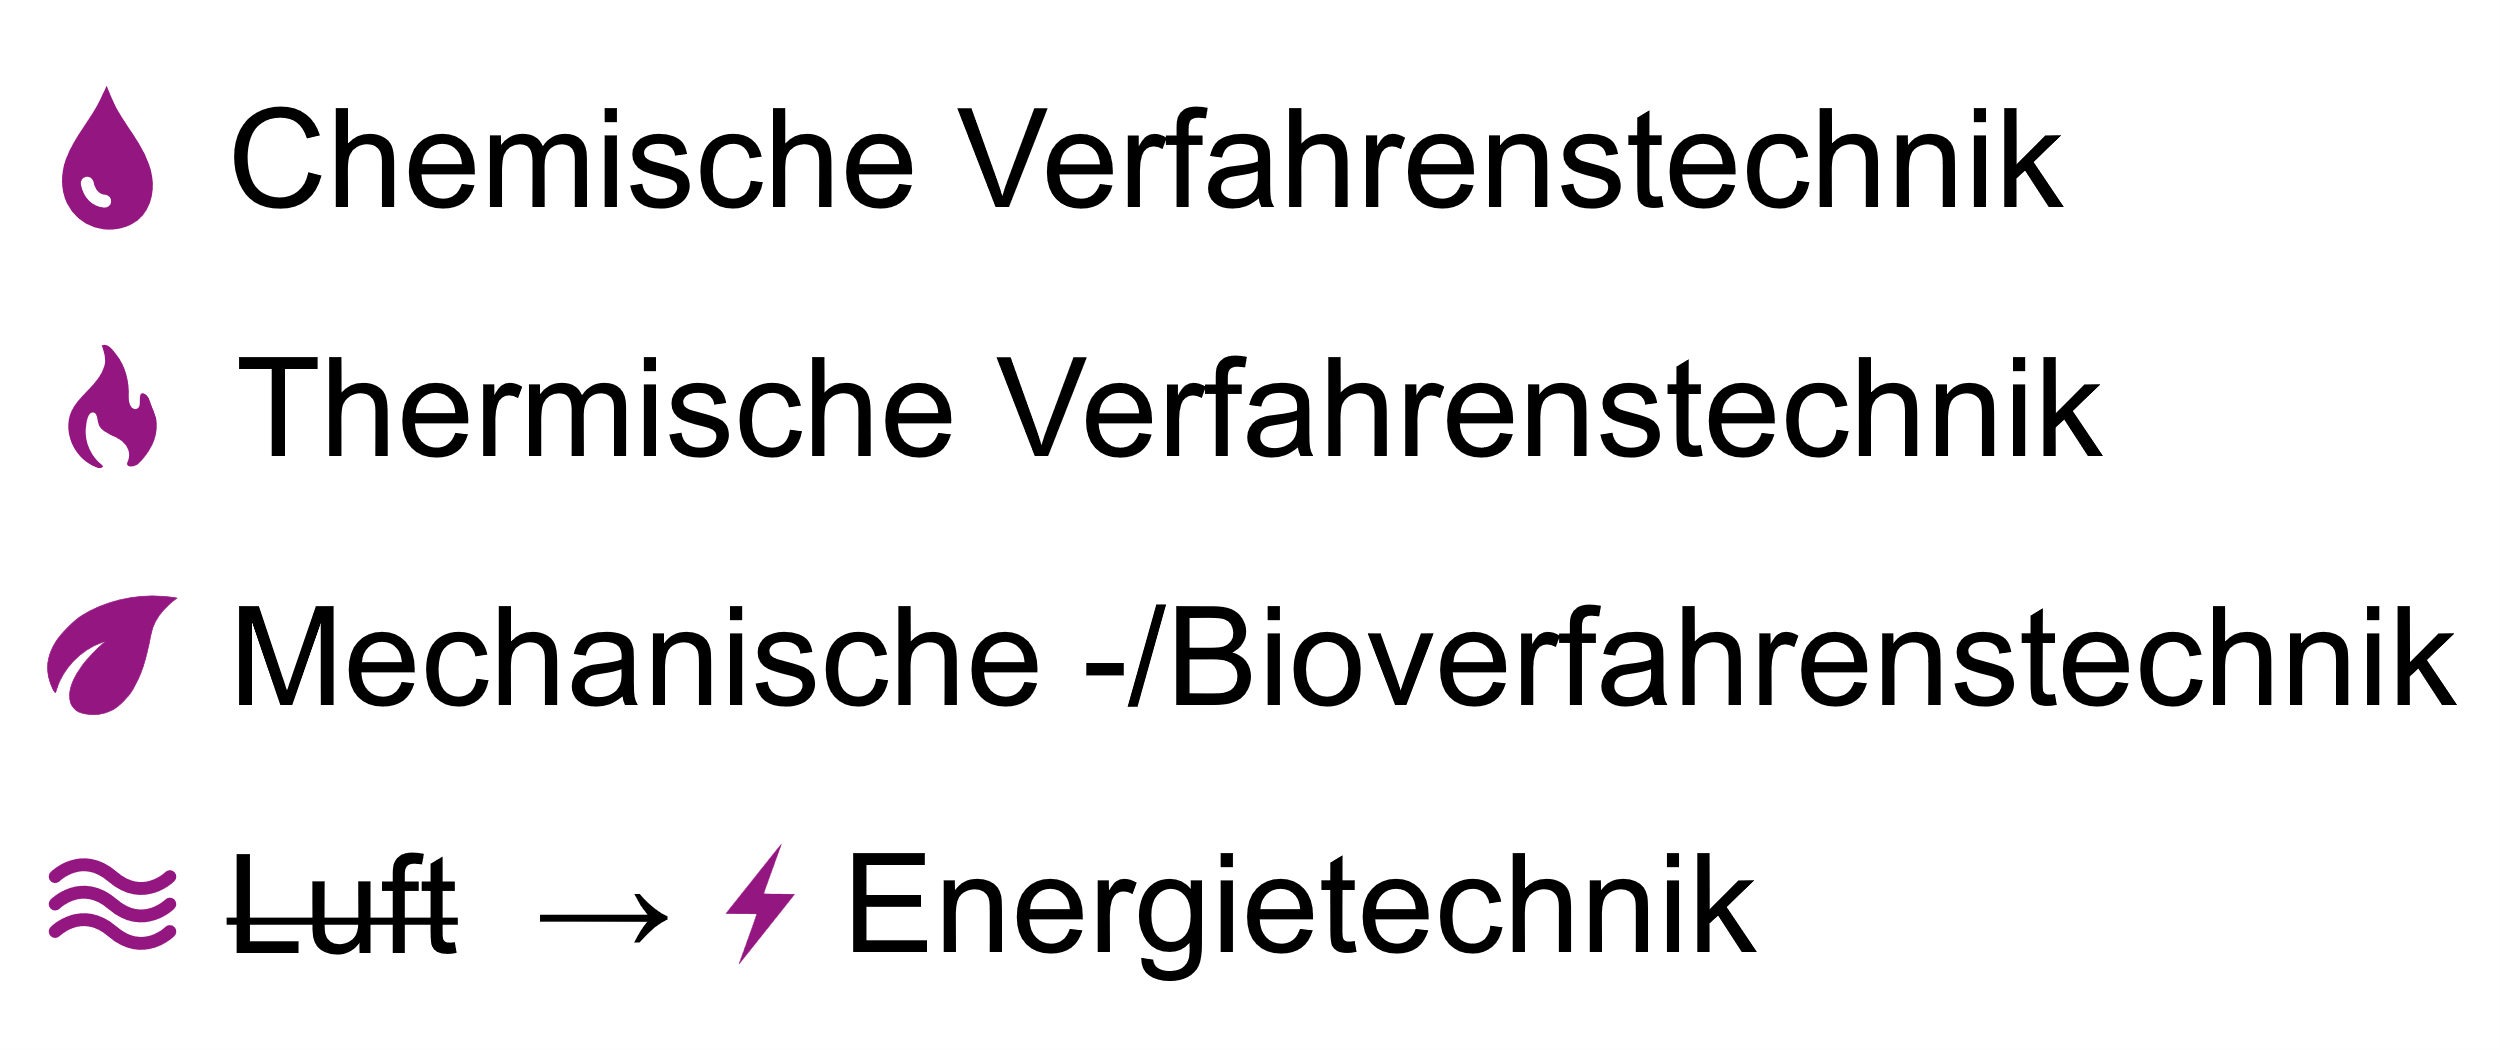 Chemische Verfahrenstechnik
Thermische Verfahrenstechnik
Mechanische -/Bioverfahrenstechnik
Luft → Energietechnik